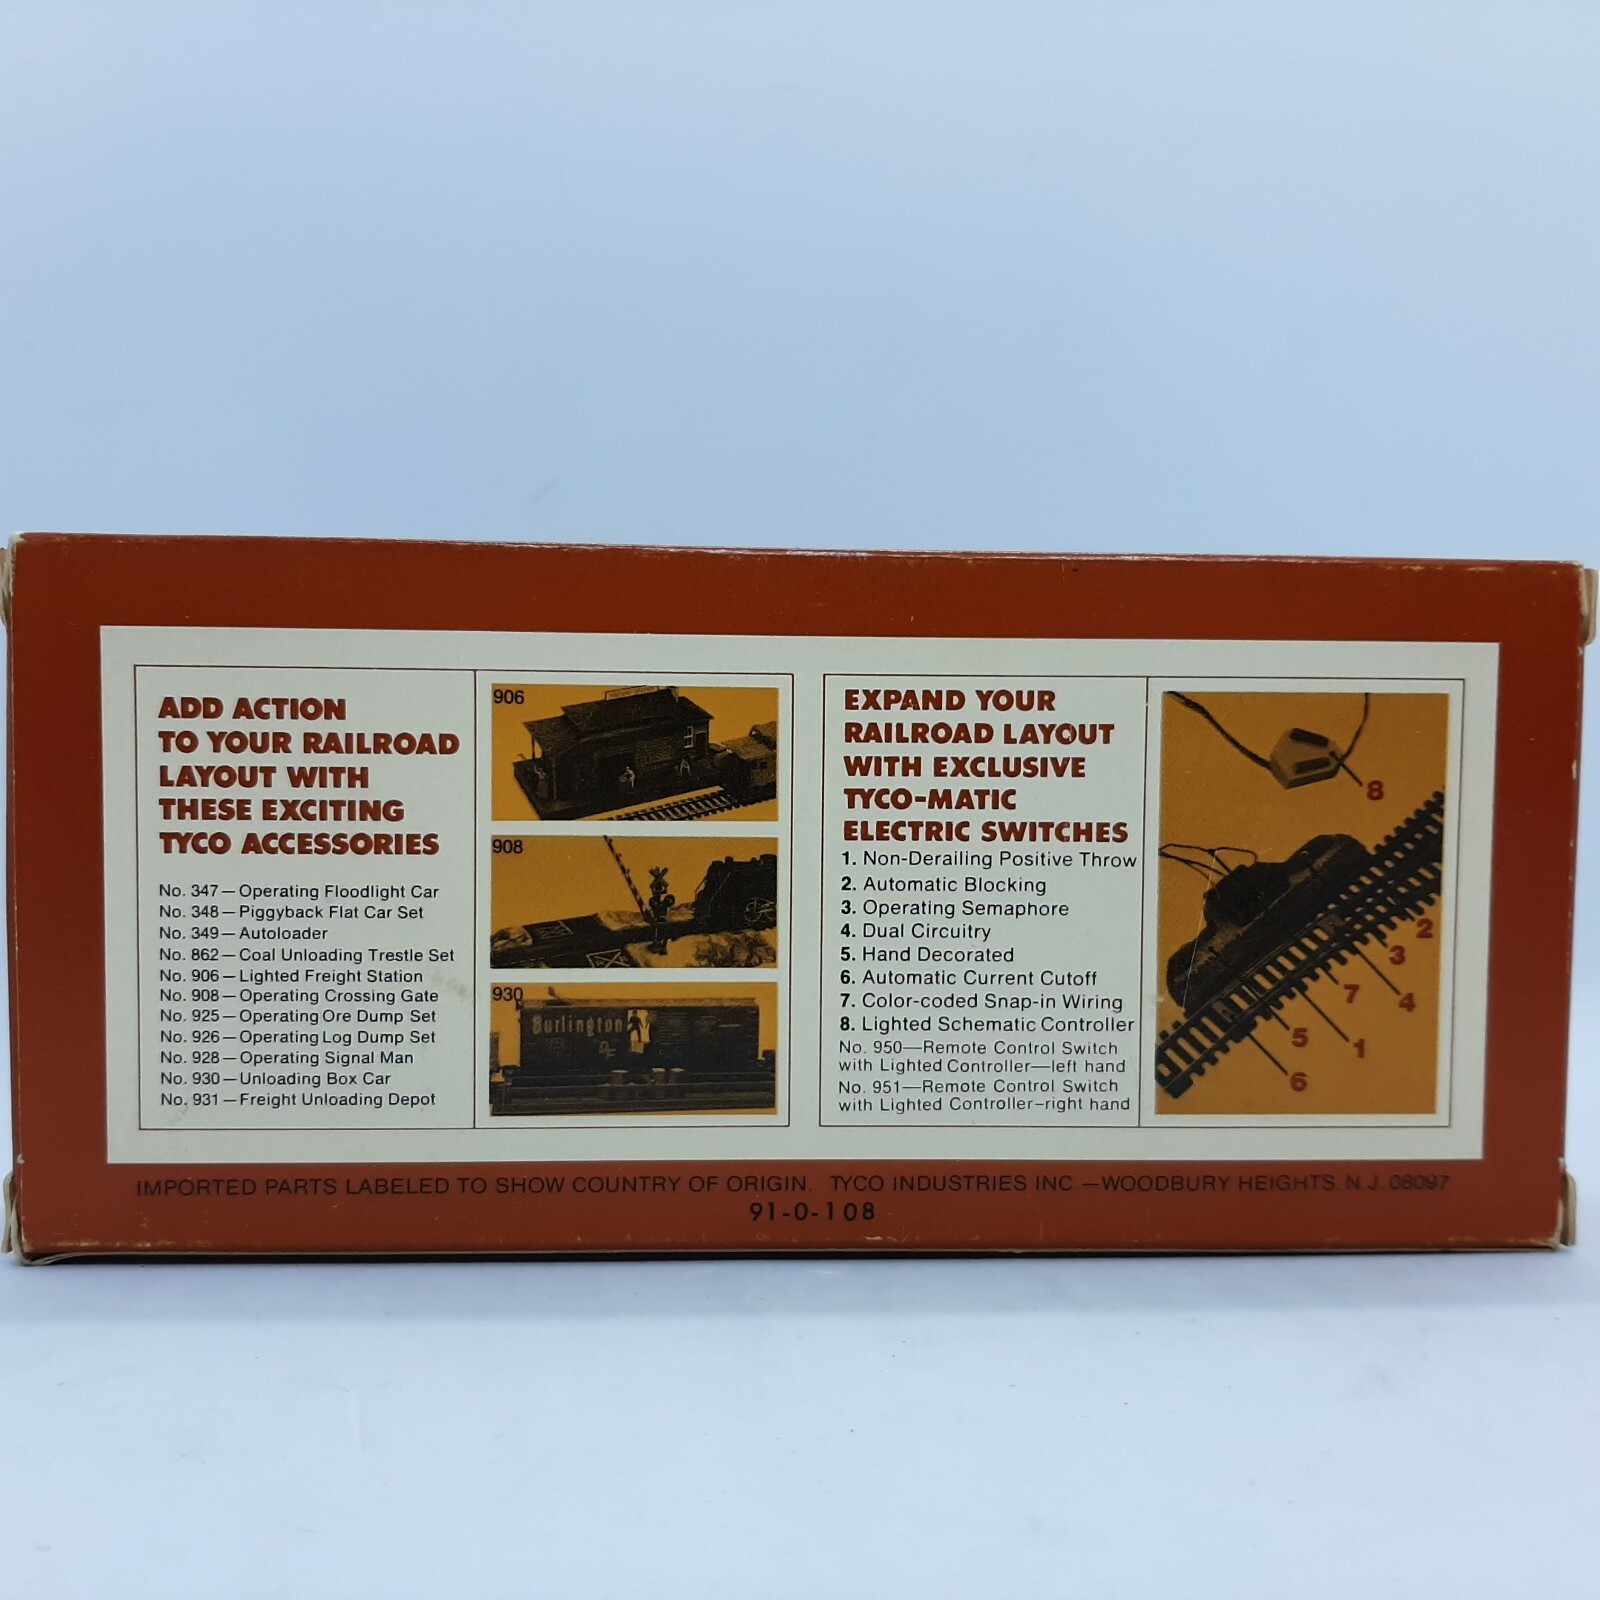 ADD ACTION
TO YOUR RAILROAD
LAYOUT WITH
THESE EXCITING
TYCO ACCESSORIES
No. 347—Operating Floodlight Car
No. 348—Piggyback Flat Car Set
No. 349—Autoloader
No. 862—Coal Unloading Trestle Set
No. 906—Lighted Freight Station
No. 908—Operating Crossing Gate
No. 925—Operating Ore Dump Set
No. 926—Operating Log Dump Set
No. 928—Operating Signal Man
No. 930—Unloading Box Car
No. 931—Freight Unloading Depot
906
908
930
Burlington
EXPAND YOUR
RAILROAD LAYOUT
WITH EXCLUSIVE
TYCO-MATIC
ELECTRIC SWITCHES
1. Non-Derailing Positive Throw
2. Automatic Blocking
3. Operating Semaphore
4. Dual Circuitry
5. Hand Decorated
6. Automatic Current Cutoff
7. Color-coded Snap-in Wiring
8. Lighted Schematic Controller
No. 950—Remote Control Switch
with Lighted Controller—left hand
No. 951—Remote Control Switch
with Lighted Controller–right hand
8
2
3
7
4
5
1
6
IMPORTED PARTS LABELED TO SHOW COUNTRY OF ORIGIN. TYCO INDUSTRIES INC —WOODBURY HEIGHTS. N.J. 08097
91-0-108